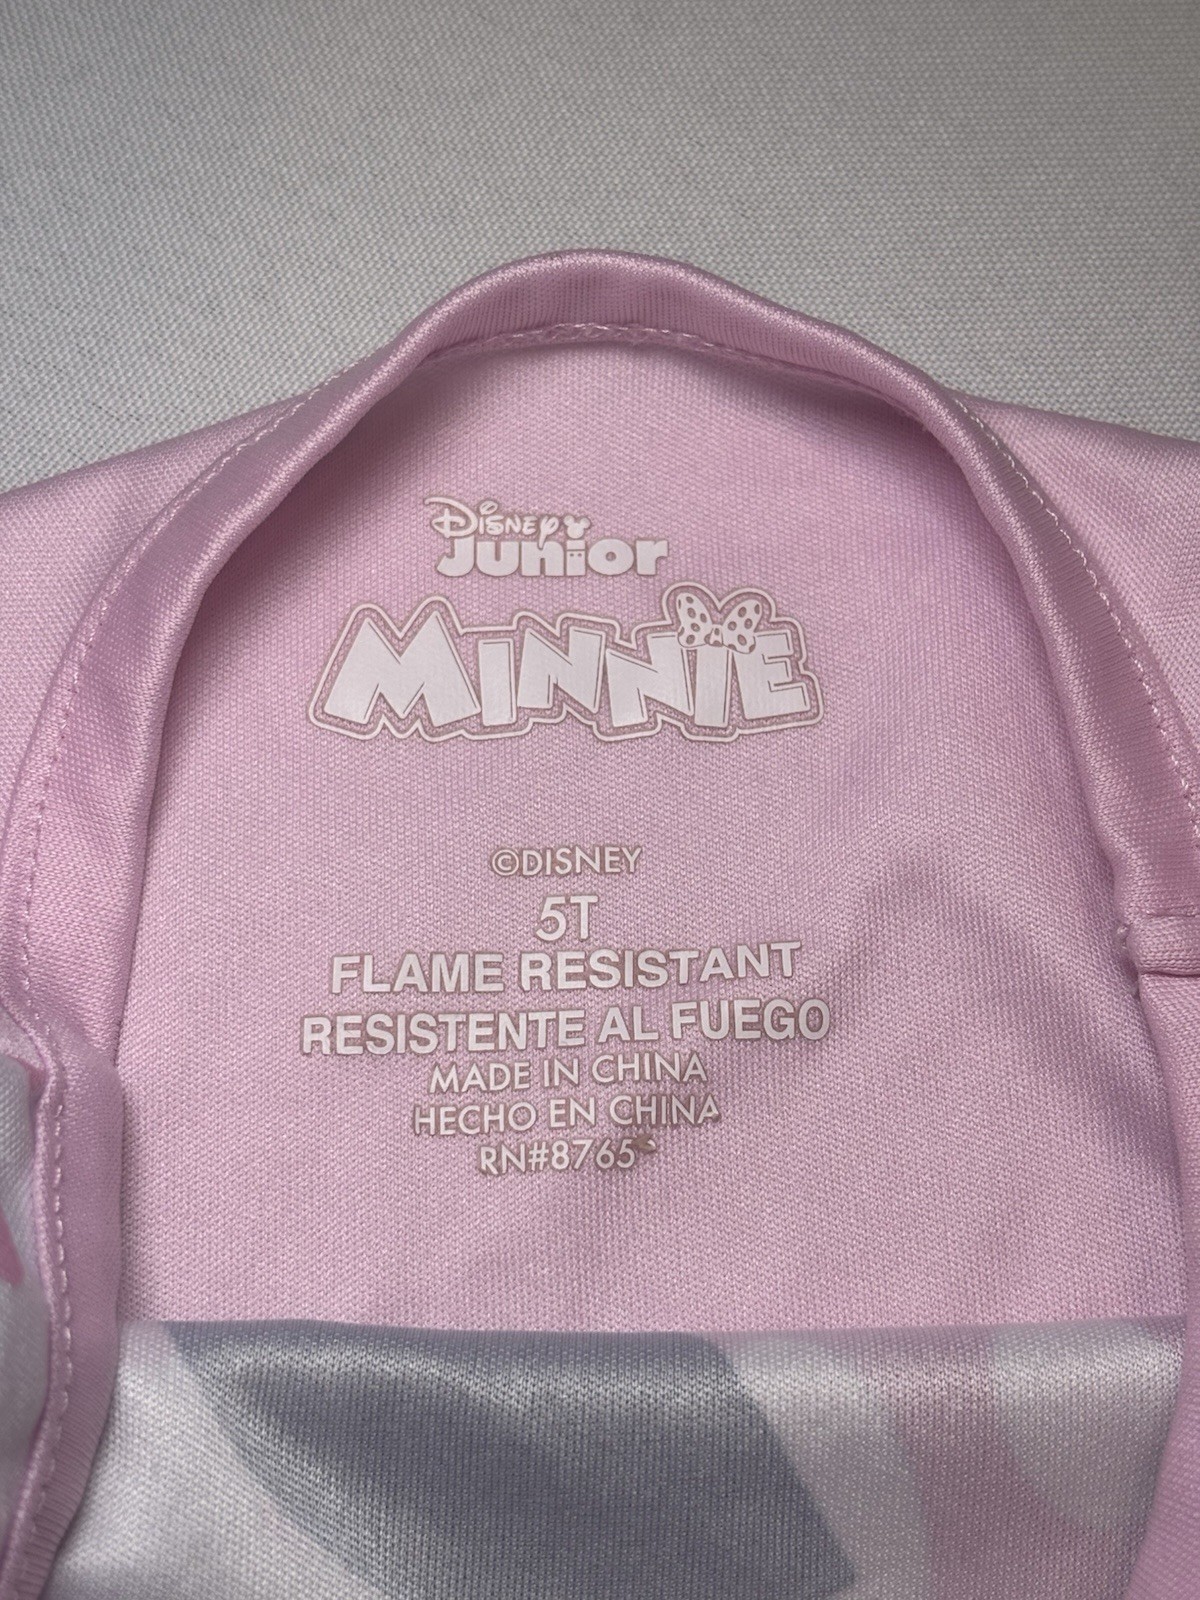 Disney
Junior
MINNIE
©DISNEY
5T
FLAME RESISTANT
RESISTENTE AL FUEGO
MADE IN CHINA
HECHO EN CHINA
RN#8765